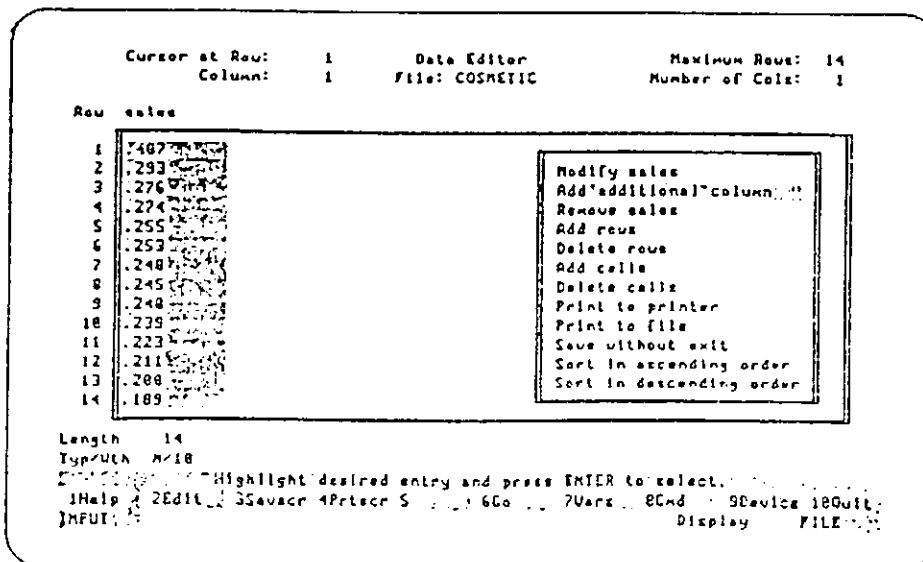 Cursor at Row: 1 Data Editor Maximum Rows: 14
Column: 1 File: COSMETIC Number of Cols: 1
Row sales
1 .407
2 .293
3 .276
4 .274
5 .255
6 .253
7
8 .245
9
10 .239
11 .223
12 .211
13
14 .189
Modify sales
Add additional column
Remove sales
Add rows
Delete rows
Add cells
Delete cells
Print to printer
Print to file
Save without exit
Sort in ascending order
Sort in descending order
Length 14
Typ/Wth N/10
Highlight desired entry and press ENTER to select.
1Help 2Edit 3Savscr 4Prtscr 5 6Go 7Vars 8Cmd 9Device 10Quit
INPUT Display FILE